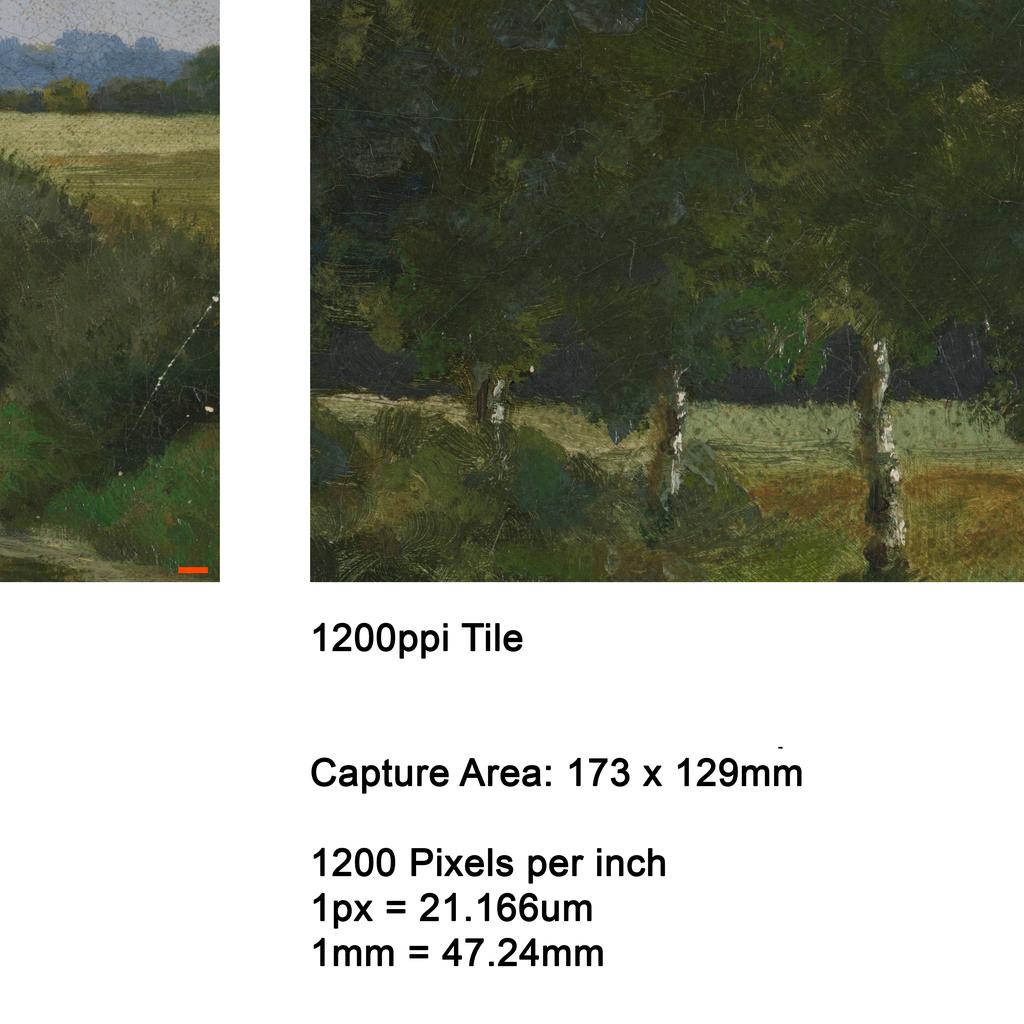 1200ppi Tile
Capture Area: 173 x 129mm
1200 Pixels per inch
1px = 21.166um
1mm = 47.24mm